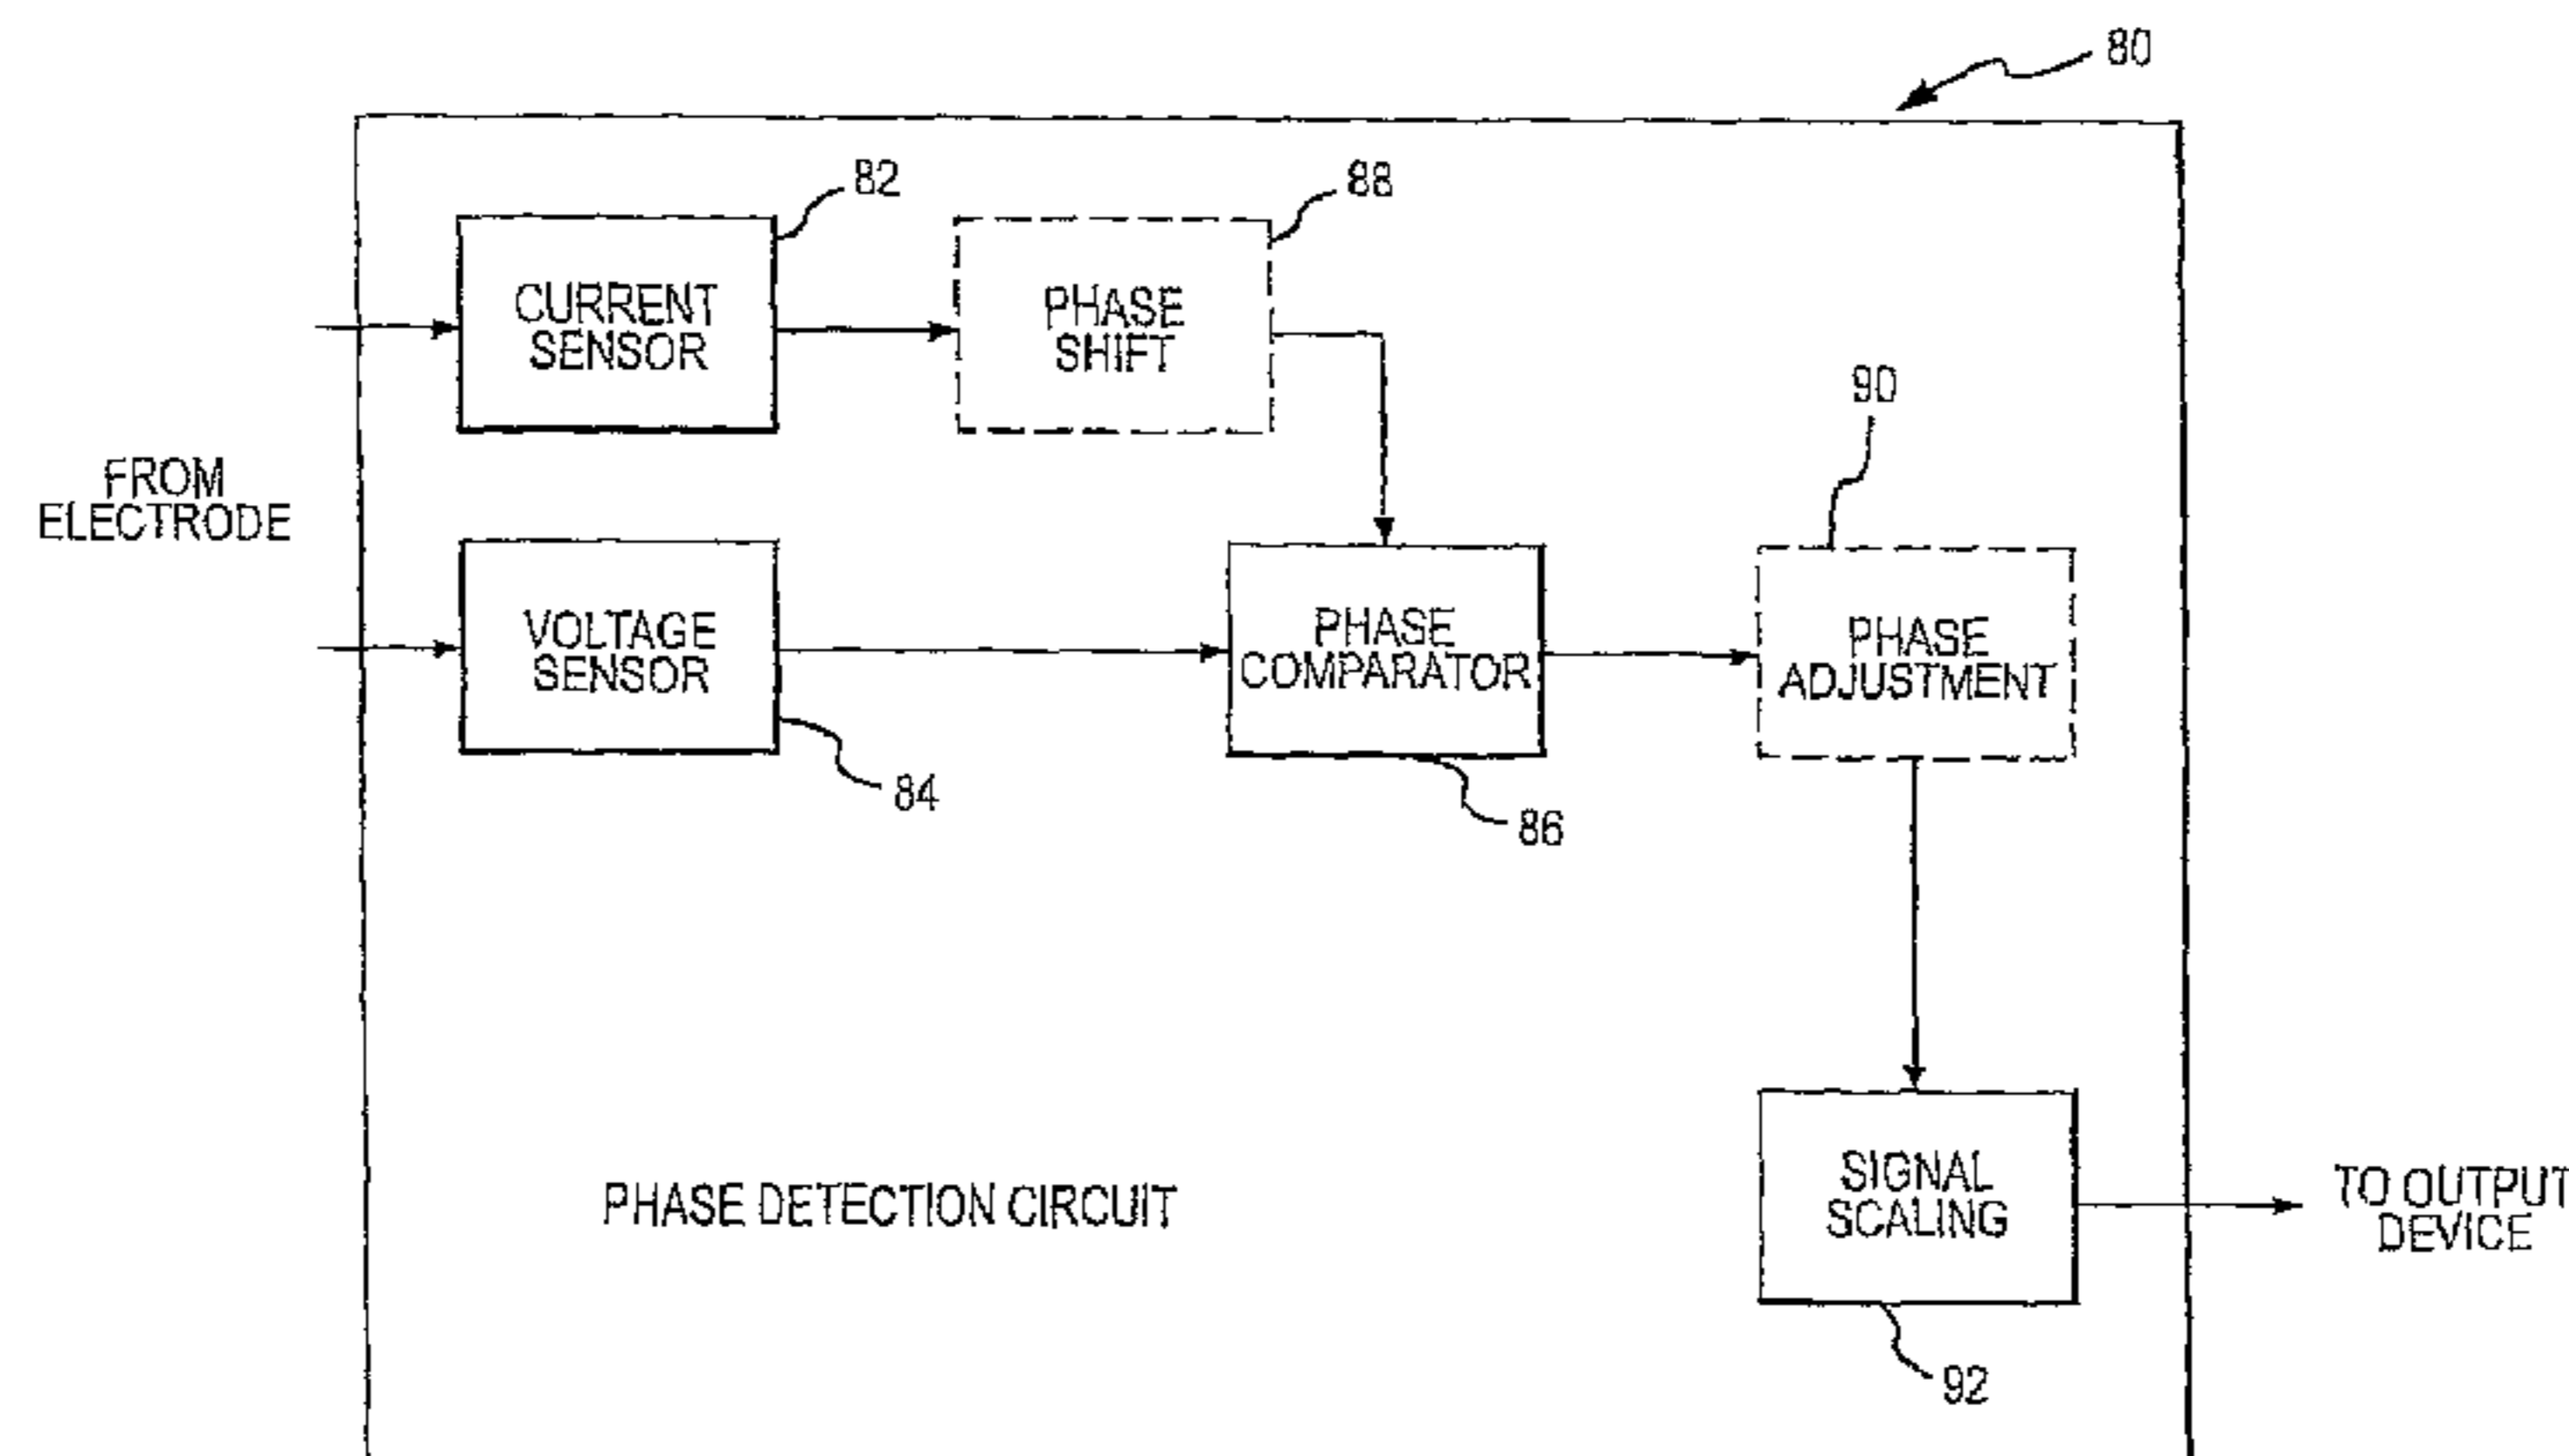 80
82
88
CURRENT
SENSOR
PHASE
SHIFT
90
FROM
ELECTRODE
VOLTAGE
SENSOR
PHASE
COMPARATOR
PHASE
ADJUSTMENT
84
86
SIGNAL
SCALING
PHASE DETECTION CIRCUIT
TO OUTPUT
DEVICE
92